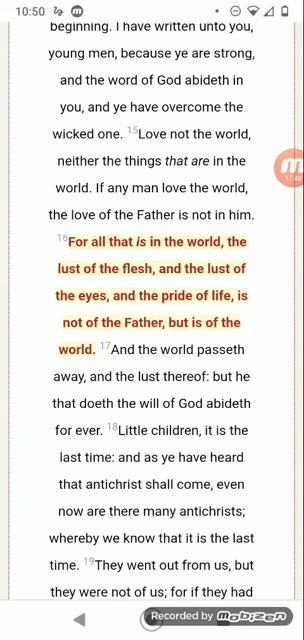 10:50
beginning. I have written unto you,
young men, because ye are strong,
and the word of God abideth in
you, and ye have overcome the
wicked one. 15Love not the world,
neither the things that are in the
world. If any man love the world,
the love of the Father is not in him.
16For all that is in the world, the
lust of the flesh, and the lust of
the eyes, and the pride of life, is
not of the Father, but is of the
world. 17And the world passeth
away, and the lust thereof: but he
that doeth the will of God abideth
for ever. 18Little children, it is the
last time: and as ye have heard
that antichrist shall come, even
now are there many antichrists;
whereby we know that it is the last
time. 19They went out from us, but
they were not of us; for if they had
17:40
Recorded by mobizen